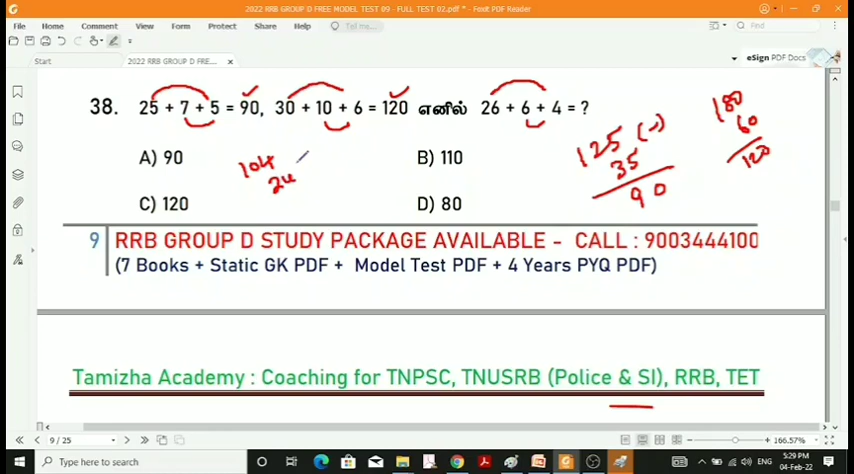 2022 RRB GROUP D FREE MODEL TEST 09 - FULL TEST 02.pdf * - Foxit PDF Reader
File Home Comment View Form Protect Share Help Tell me... Find
eSign PDF Docs
Start 2022 RRB GROUP D FREE... ×
38. 25 + 7 + 5 = 90, 30 + 10 + 6 = 120 எனில் 26 + 6 + 4 = ?
180
60
120
125 (-)
35
90
A) 90 B) 110
104
24
C) 120 D) 80
9 RRB GROUP D STUDY PACKAGE AVAILABLE - CALL : 9003444100
(7 Books + Static GK PDF + Model Test PDF + 4 Years PYQ PDF)
Tamizha Academy : Coaching for TNPSC, TNUSRB (Police & SI), RRB, TET
9 / 25 166.57%
Type here to search ENG 5:29 PM
04-Feb-22